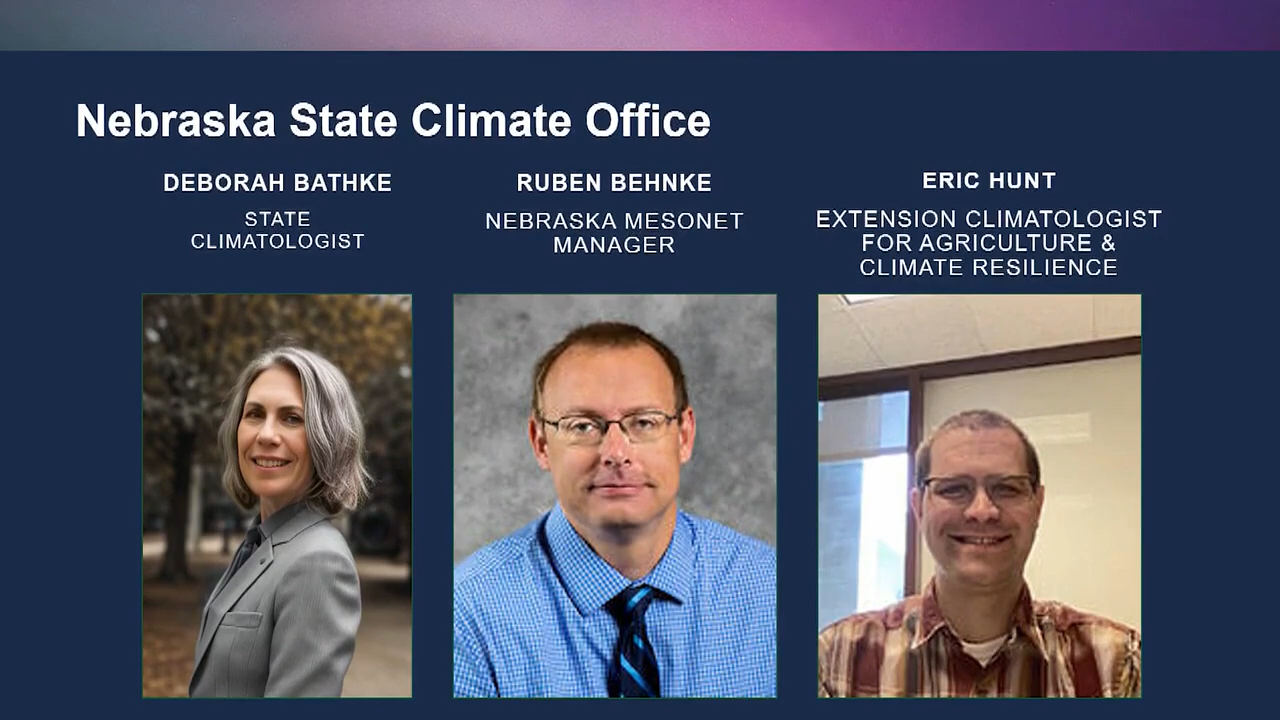 Nebraska State Climate Office
DEBORAH BATHKE
STATE
CLIMATOLOGIST
RUBEN BEHNKE
NEBRASKA MESONET
MANAGER
ERIC HUNT
EXTENSION CLIMATOLOGIST
FOR AGRICULTURE &
CLIMATE RESILIENCE